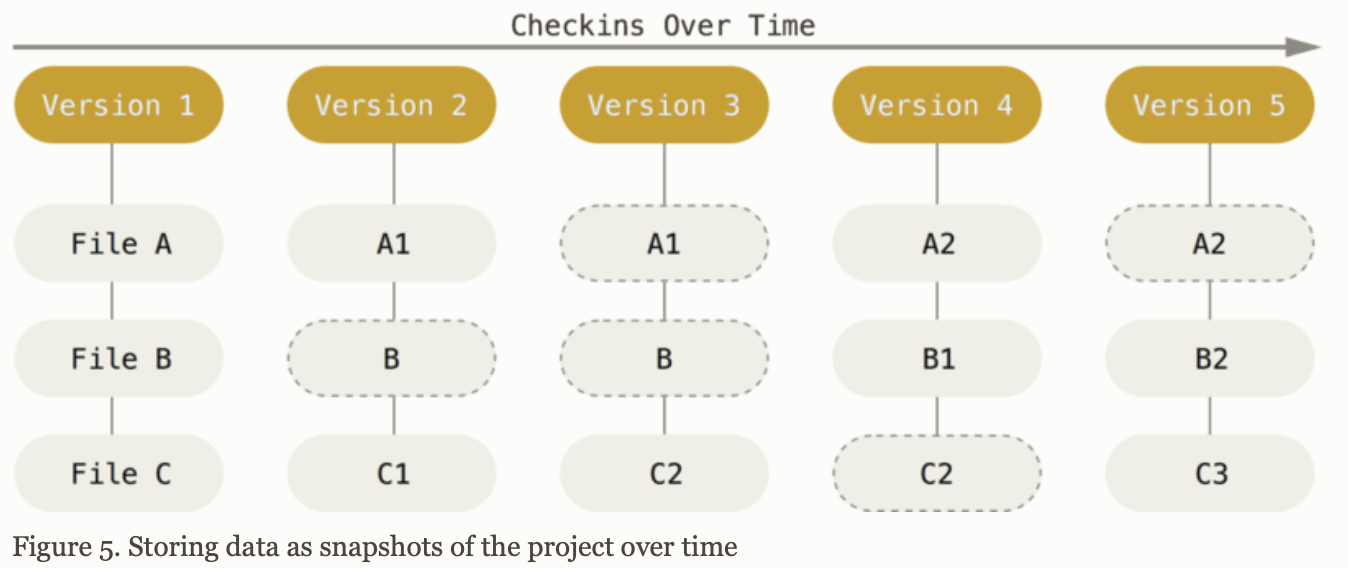 Checkins Over Time
Version 1 Version 2 Version 3 Version 4 Version 5
File A A1 A1 A2 A2
File B B B B1 B2
File C C1 C2 C2 C3
Figure 5. Storing data as snapshots of the project over time